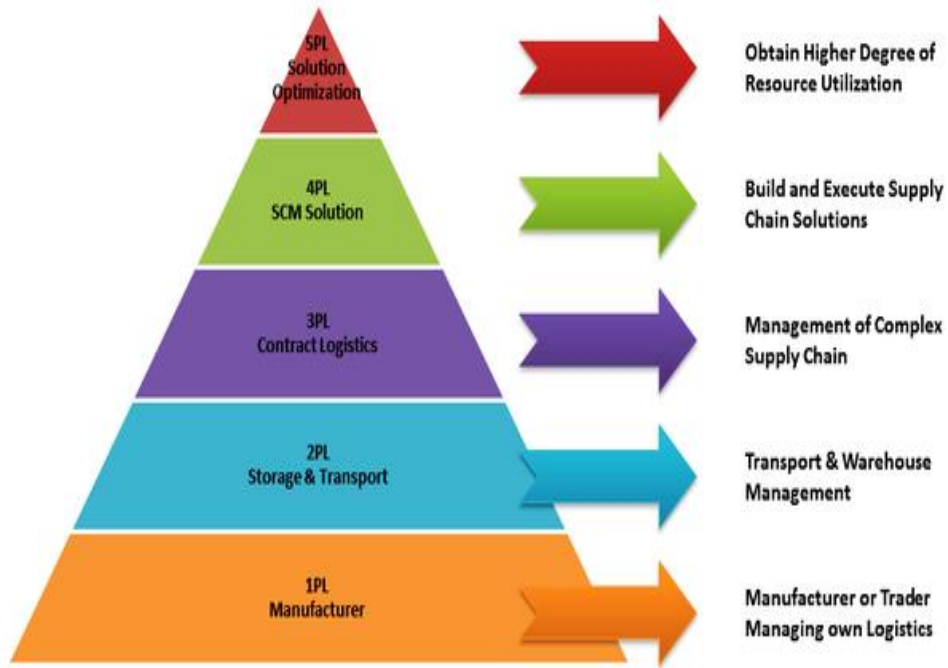 5PL
Solution
Optimization
Obtain Higher Degree of
Resource Utilization
4PL
SCM Solution
Build and Execute Supply
Chain Solutions
3PL
Contract Logistics
Management of Complex
Supply Chain
2PL
Storage & Transport
Transport & Warehouse
Management
1PL
Manufacturer
Manufacturer or Trader
Managing own Logistics